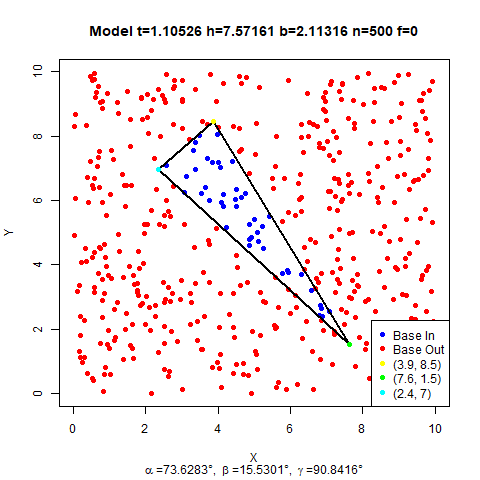 Model t=1.10526 h=7.57161 b=2.11316 n=500 f=0
10
8
6
4
2
0
Y
Base In
Base Out
(3.9, 8.5)
(7.6, 1.5)
(2.4, 7)
0 2 4 6 8 10
X
α=73.6283°, β=15.5301°, γ=90.8416°